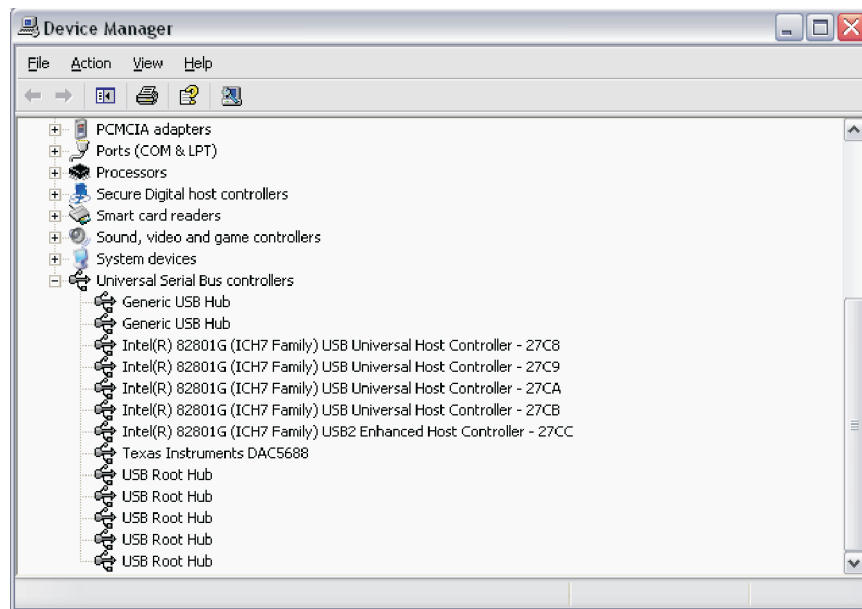 Device Manager
File Action View Help
PCMCIA adapters
Ports (COM & LPT)
Processors
Secure Digital host controllers
Smart card readers
Sound, video and game controllers
System devices
Universal Serial Bus controllers
Generic USB Hub
Generic USB Hub
Intel(R) 82801G (ICH7 Family) USB Universal Host Controller - 27C8
Intel(R) 82801G (ICH7 Family) USB Universal Host Controller - 27C9
Intel(R) 82801G (ICH7 Family) USB Universal Host Controller - 27CA
Intel(R) 82801G (ICH7 Family) USB Universal Host Controller - 27CB
Intel(R) 82801G (ICH7 Family) USB2 Enhanced Host Controller - 27CC
Texas Instruments DAC5688
USB Root Hub
USB Root Hub
USB Root Hub
USB Root Hub
USB Root Hub